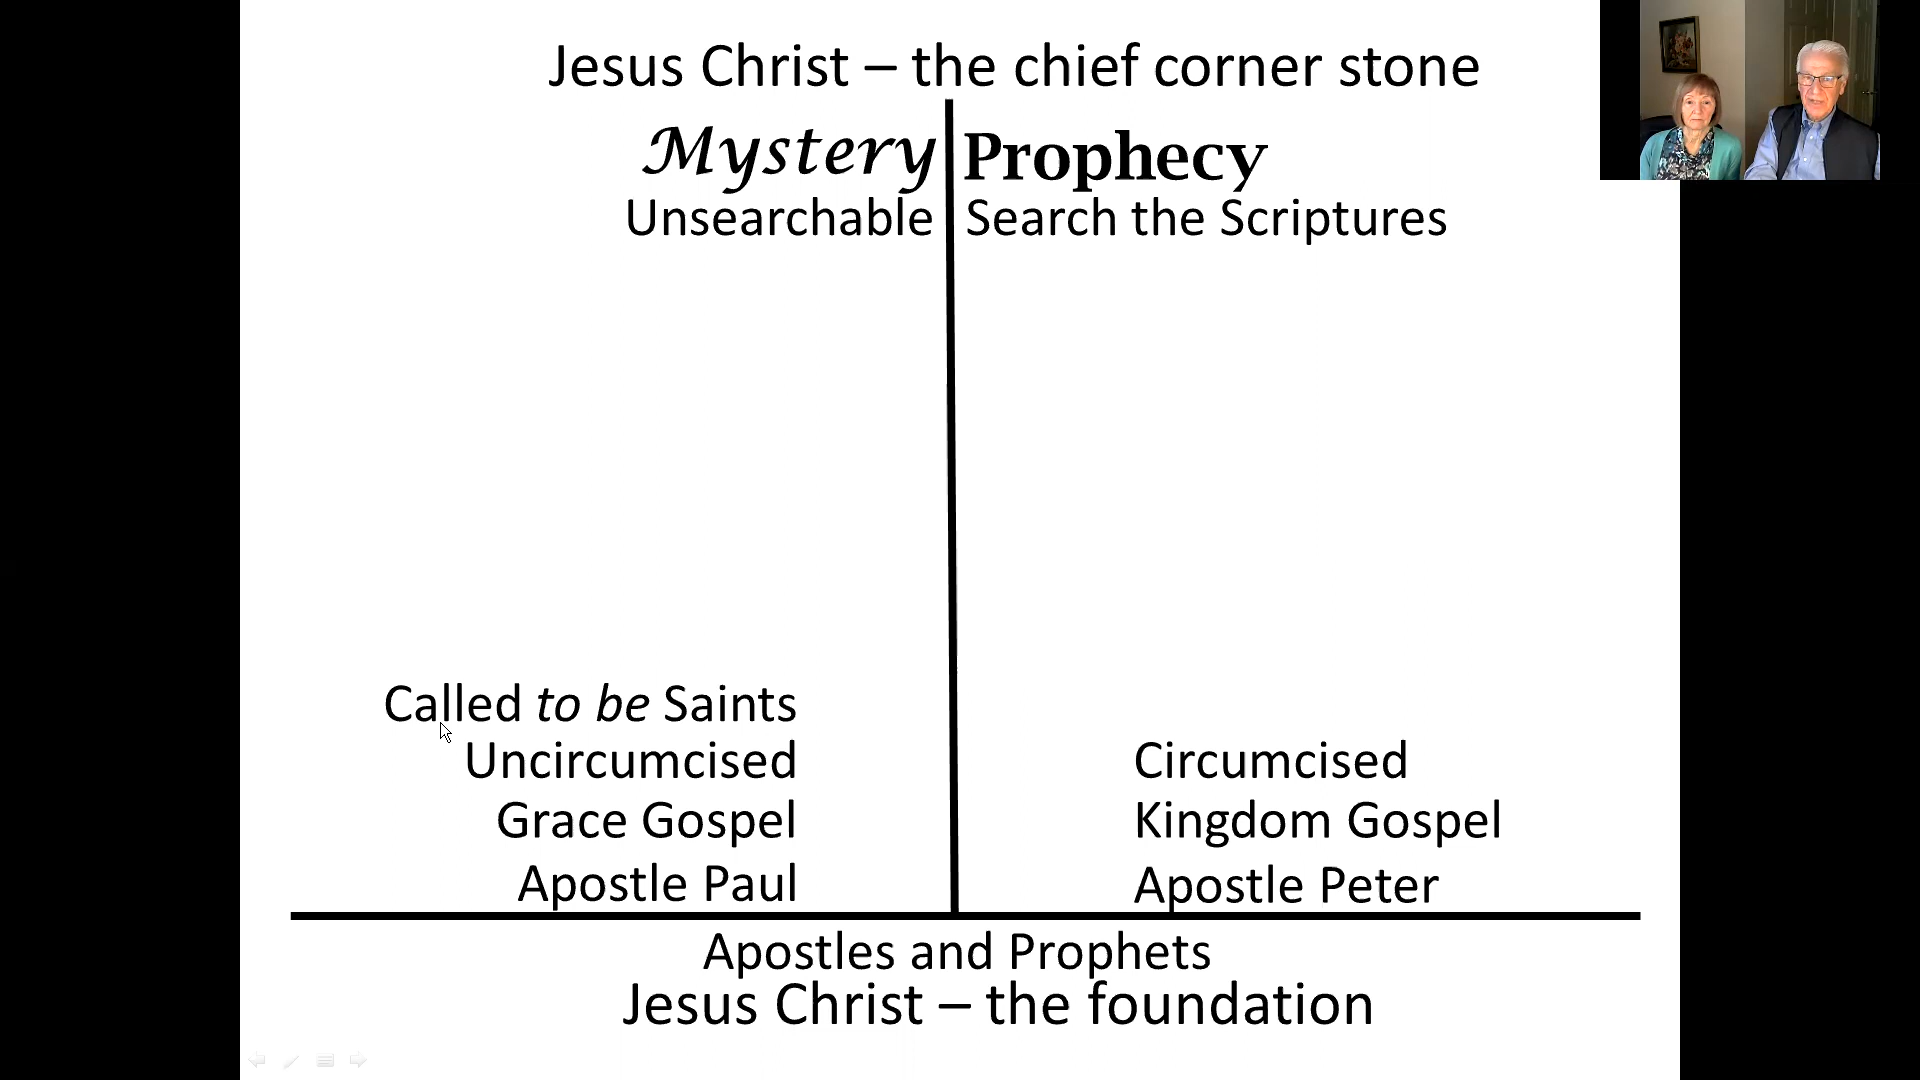 Jesus Christ – the chief corner stone
Mystery Prophecy
Unsearchable Search the Scriptures
Called to be Saints
Uncircumcised Circumcised
Grace Gospel Kingdom Gospel
Apostle Paul Apostle Peter
Apostles and Prophets
Jesus Christ – the foundation